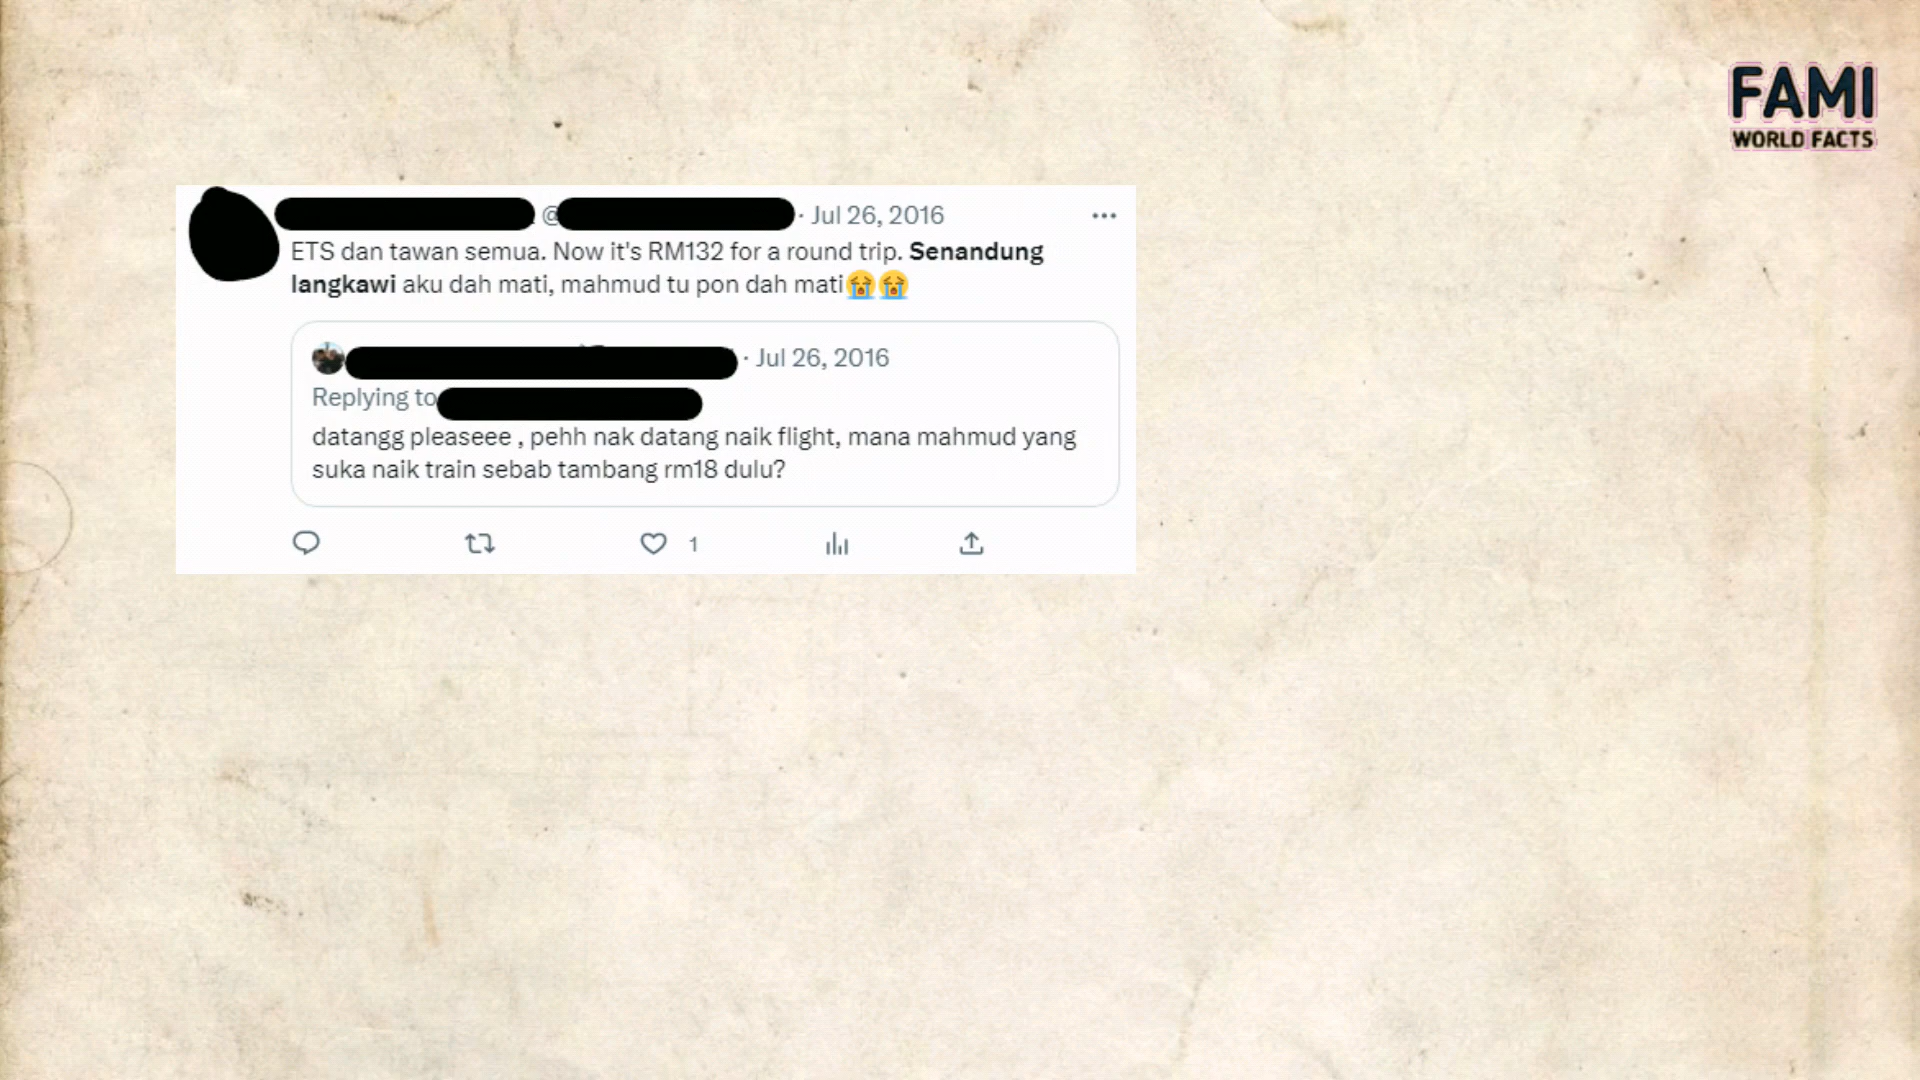 FAMI
WORLD FACTS
@ · Jul 26, 2016
ETS dan tawan semua. Now it's RM132 for a round trip. Senandung
langkawi aku dah mati, mahmud tu pon dah mati😭😭
· Jul 26, 2016
Replying to
datangg pleaseee , pehh nak datang naik flight, mana mahmud yang
suka naik train sebab tambang rm18 dulu?
1